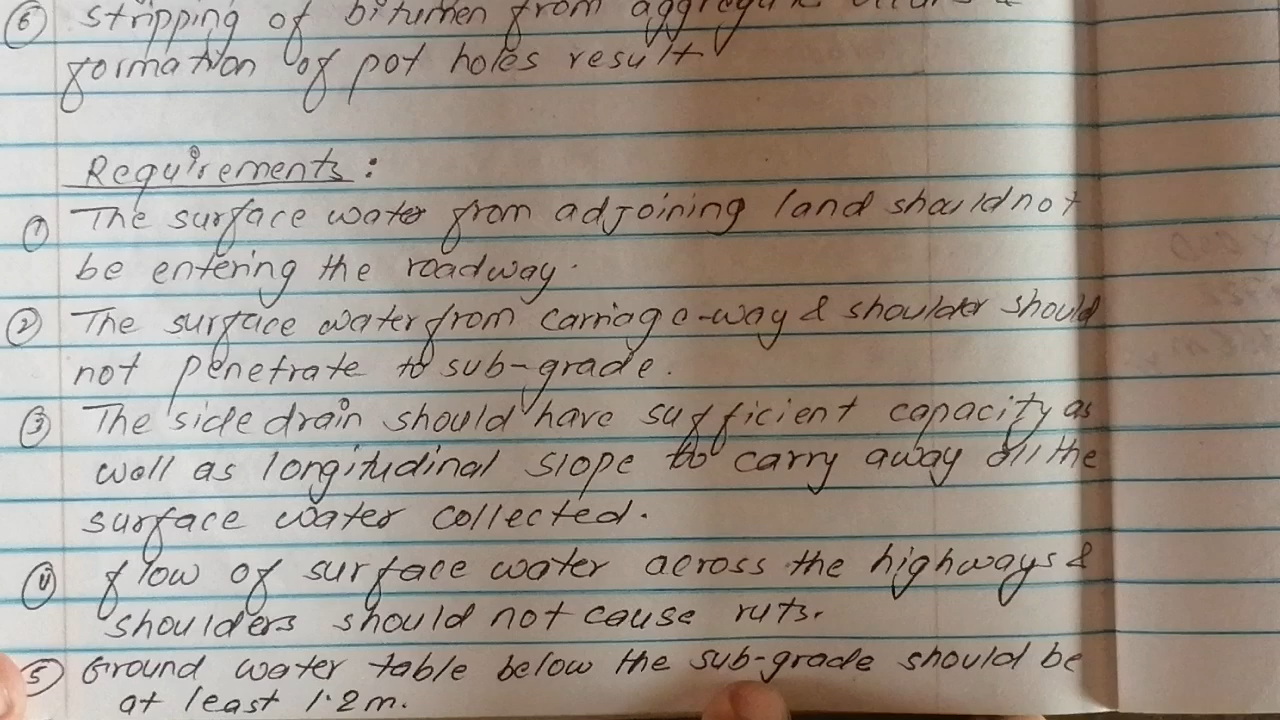 ⑥ stripping of bitumen from aggregate occurs &
formation of pot holes result
Requirements:
① The surface water from adjoining land should not
be entering the roadway.
② The surface water from carriage-way & shoulder should
not penetrate to sub-grade.
③ The side drain should have sufficient capacity as
well as longitudinal slope to carry away all the
surface water collected.
④ flow of surface water across the highways &
shoulders should not cause ruts.
⑤ Ground water table below the sub-grade should be
at least 1.2m.